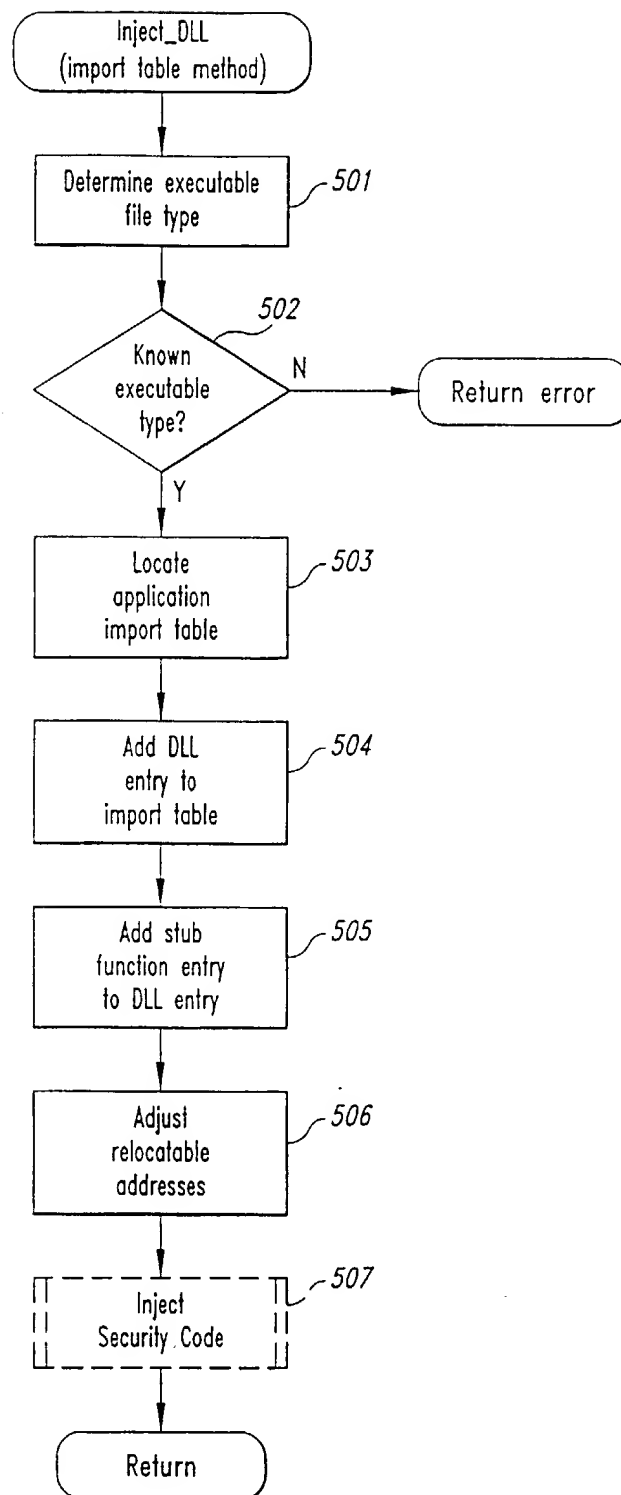 Inject_DLL
(import table method)
Determine executable
file type
501
502
Known
executable
type?
N
Return error
Y
Locate
application
import table
503
Add DLL
entry to
import table
504
Add stub
function entry
to DLL entry
505
Adjust
relocatable
addresses
506
Inject
Security Code
507
Return